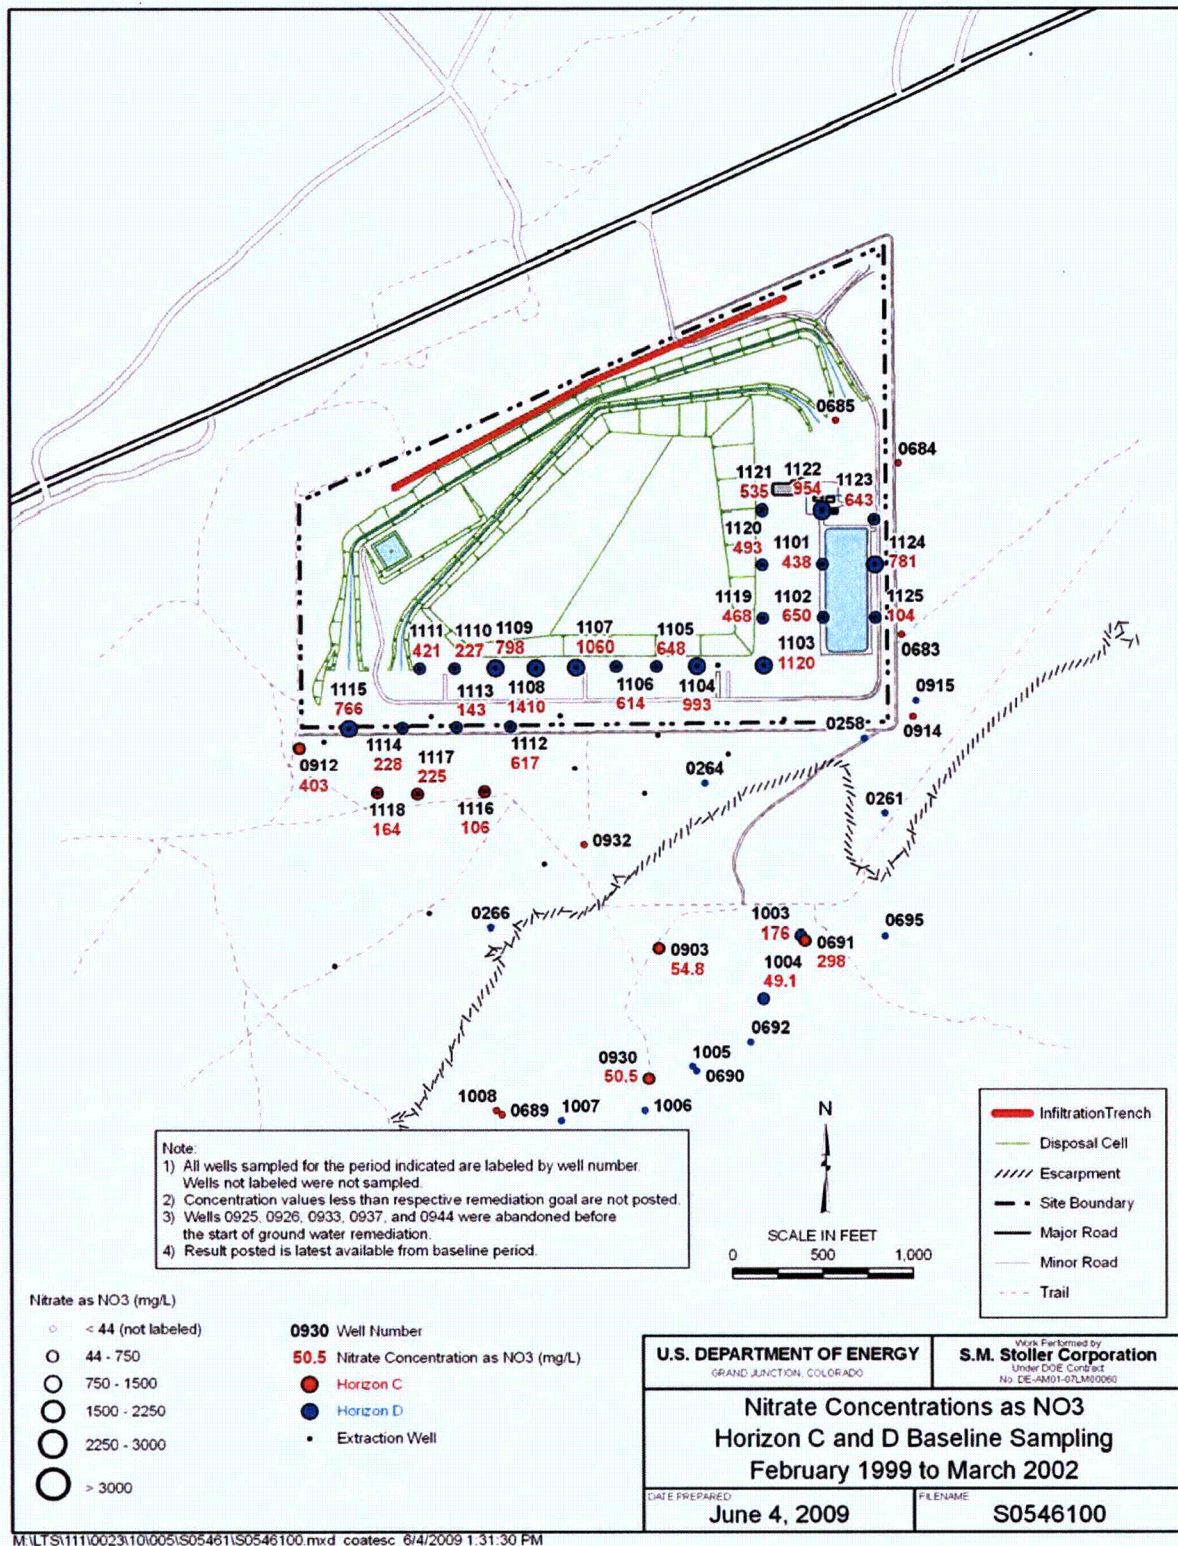 0685
0684
1121
535
1122
954
1123
643
1120
493
1101
438
1124
781
1119
468
1102
650
1125
104
1111
421
1110
227
1109
798
1107
1060
1105
648
1103
1120
0683
1115
766
1113
143
1108
1410
1106
614
1104
993
0915
0914
0258
0912
403
1114
228
1117
225
1112
617
0264
0261
1118
164
1116
106
0932
0266
1003
176
0691
298
0695
0903
54.8
1004
49.1
0692
0930
50.5
1005
0690
1008
0689
1007
1006
Note:
1) All wells sampled for the period indicated are labeled by well number.
Wells not labeled were not sampled.
2) Concentration values less than respective remediation goal are not posted.
3) Wells 0925, 0926, 0933, 0937, and 0944 were abandoned before
the start of ground water remediation.
4) Result posted is latest available from baseline period.
N
SCALE IN FEET
0 500 1,000
InfiltrationTrench
Disposal Cell
Escarpment
Site Boundary
Major Road
Minor Road
Trail
Nitrate as NO3 (mg/L)
< 44 (not labeled)
44 - 750
750 - 1500
1500 - 2250
2250 - 3000
> 3000
0930 Well Number
50.5 Nitrate Concentration as NO3 (mg/L)
Horizon C
Horizon D
Extraction Well
U.S. DEPARTMENT OF ENERGY
GRAND JUNCTION, COLORADO
Work Performed by
S.M. Stoller Corporation
Under DOE Contract
No. DE-AM01-07LM00060
Nitrate Concentrations as NO3
Horizon C and D Baseline Sampling
February 1999 to March 2002
DATE PREPARED
June 4, 2009
FILENAME
S0546100
M:\LTS\111\0023\10\005\S05461\S0546100.mxd coatesc 6/4/2009 1:31:30 PM